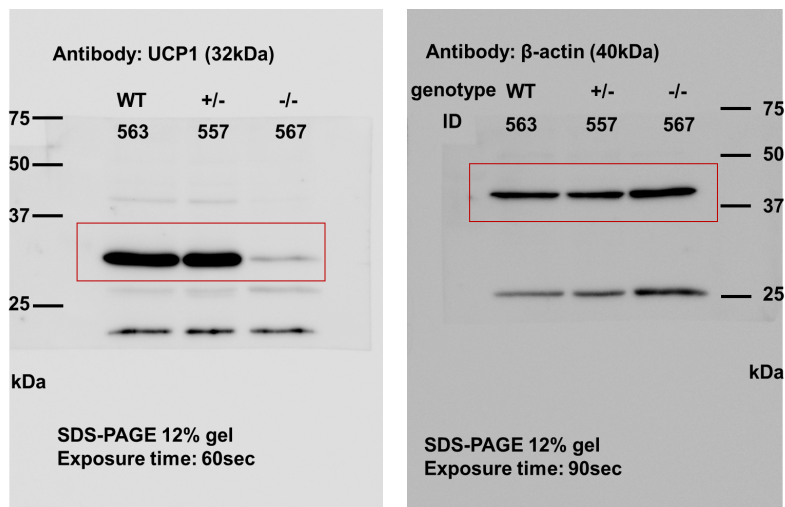 Antibody: UCP1 (32kDa)
WT +/- -/-
563 557 567
75
50
37
25
kDa
SDS-PAGE 12% gel
Exposure time: 60sec
Antibody: β-actin (40kDa)
genotype WT +/- -/-
ID 563 557 567
75
50
37
25
kDa
SDS-PAGE 12% gel
Exposure time: 90sec